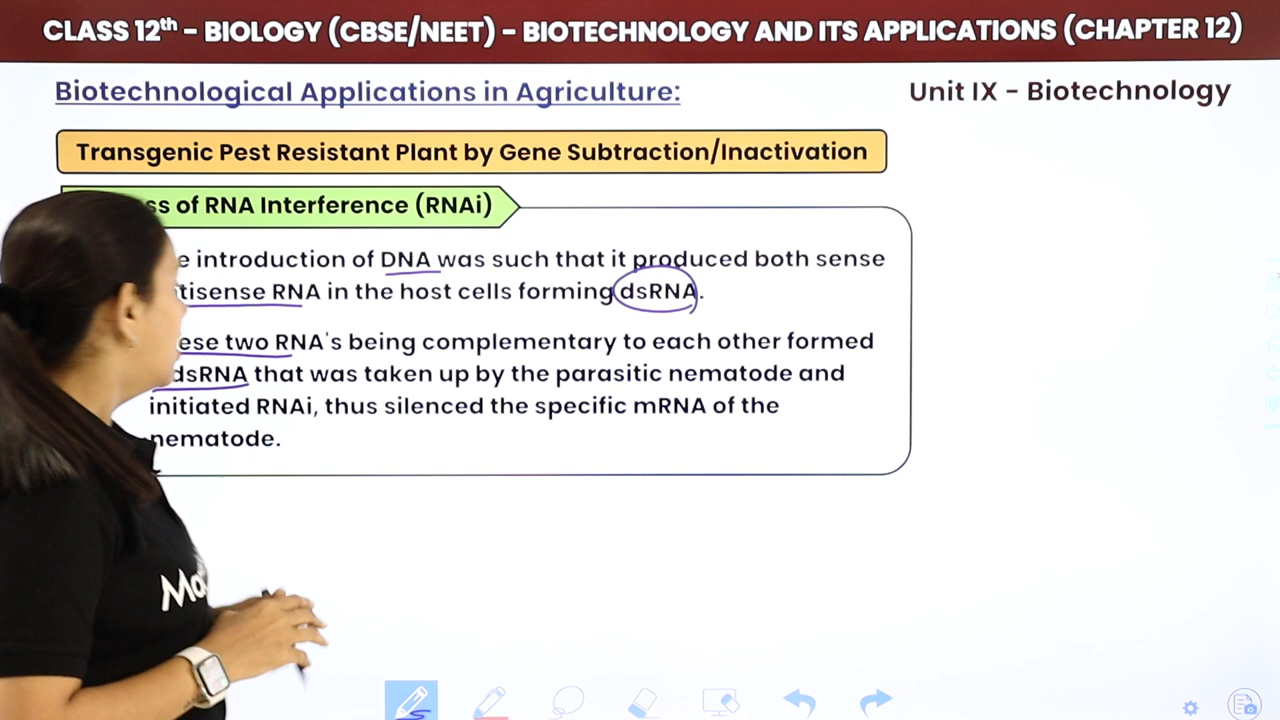 CLASS 12th - BIOLOGY (CBSE/NEET) - BIOTECHNOLOGY AND ITS APPLICATIONS (CHAPTER 12)
Biotechnological Applications in Agriculture:
Unit IX - Biotechnology
Transgenic Pest Resistant Plant by Gene Subtraction/Inactivation
of RNA Interference (RNAi)
introduction of DNA was such that it produced both sense
RNA in the host cells forming dsRNA.
two RNA's being complementary to each other formed
dsRNA that was taken up by the parasitic nematode and
initiated RNAi, thus silenced the specific mRNA of the
nematode.